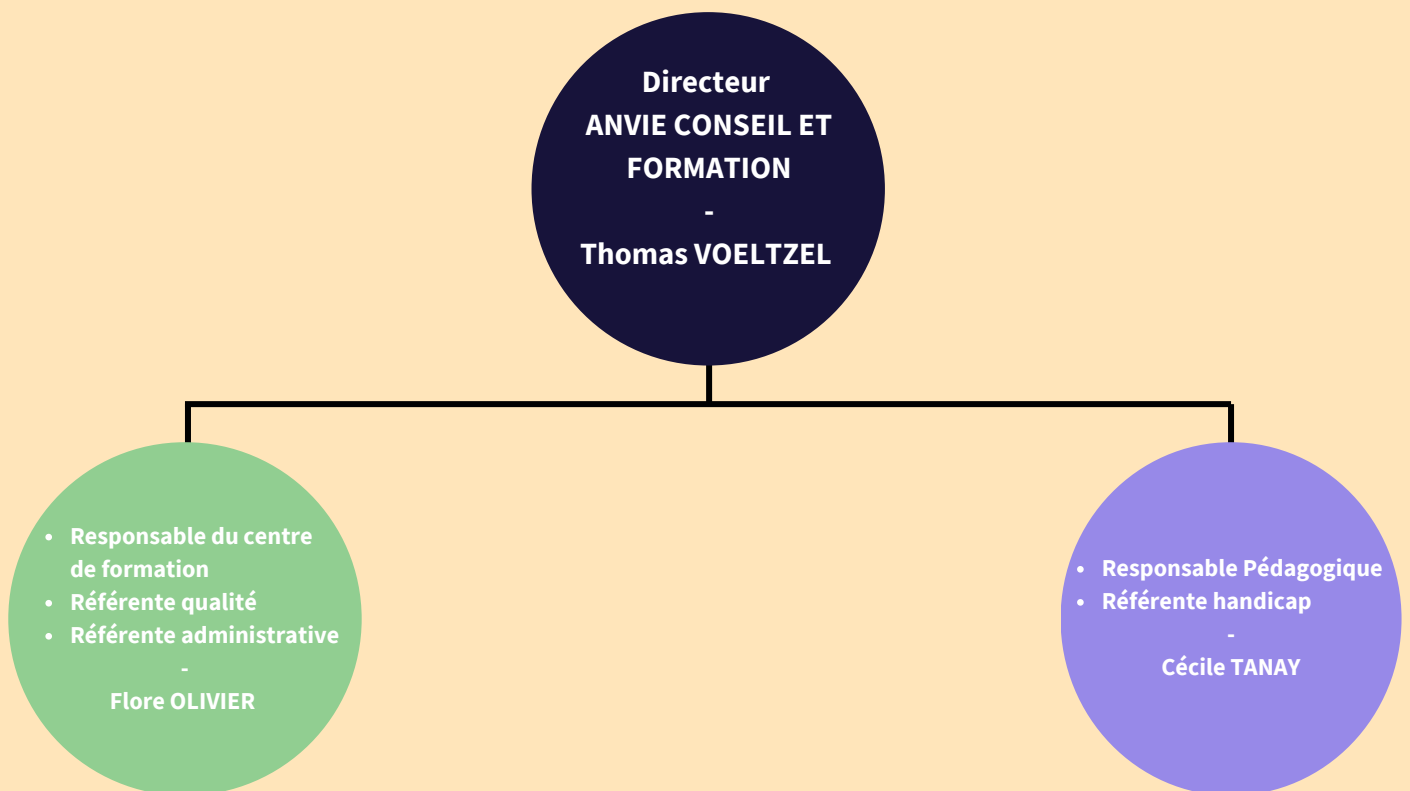 Directeur
ANVIE CONSEIL ET
FORMATION
-
Thomas VOELTZEL
• Responsable du centre
de formation
• Référente qualité
• Référente administrative
-
Flore OLIVIER
• Responsable Pédagogique
• Référente handicap
-
Cécile TANAY